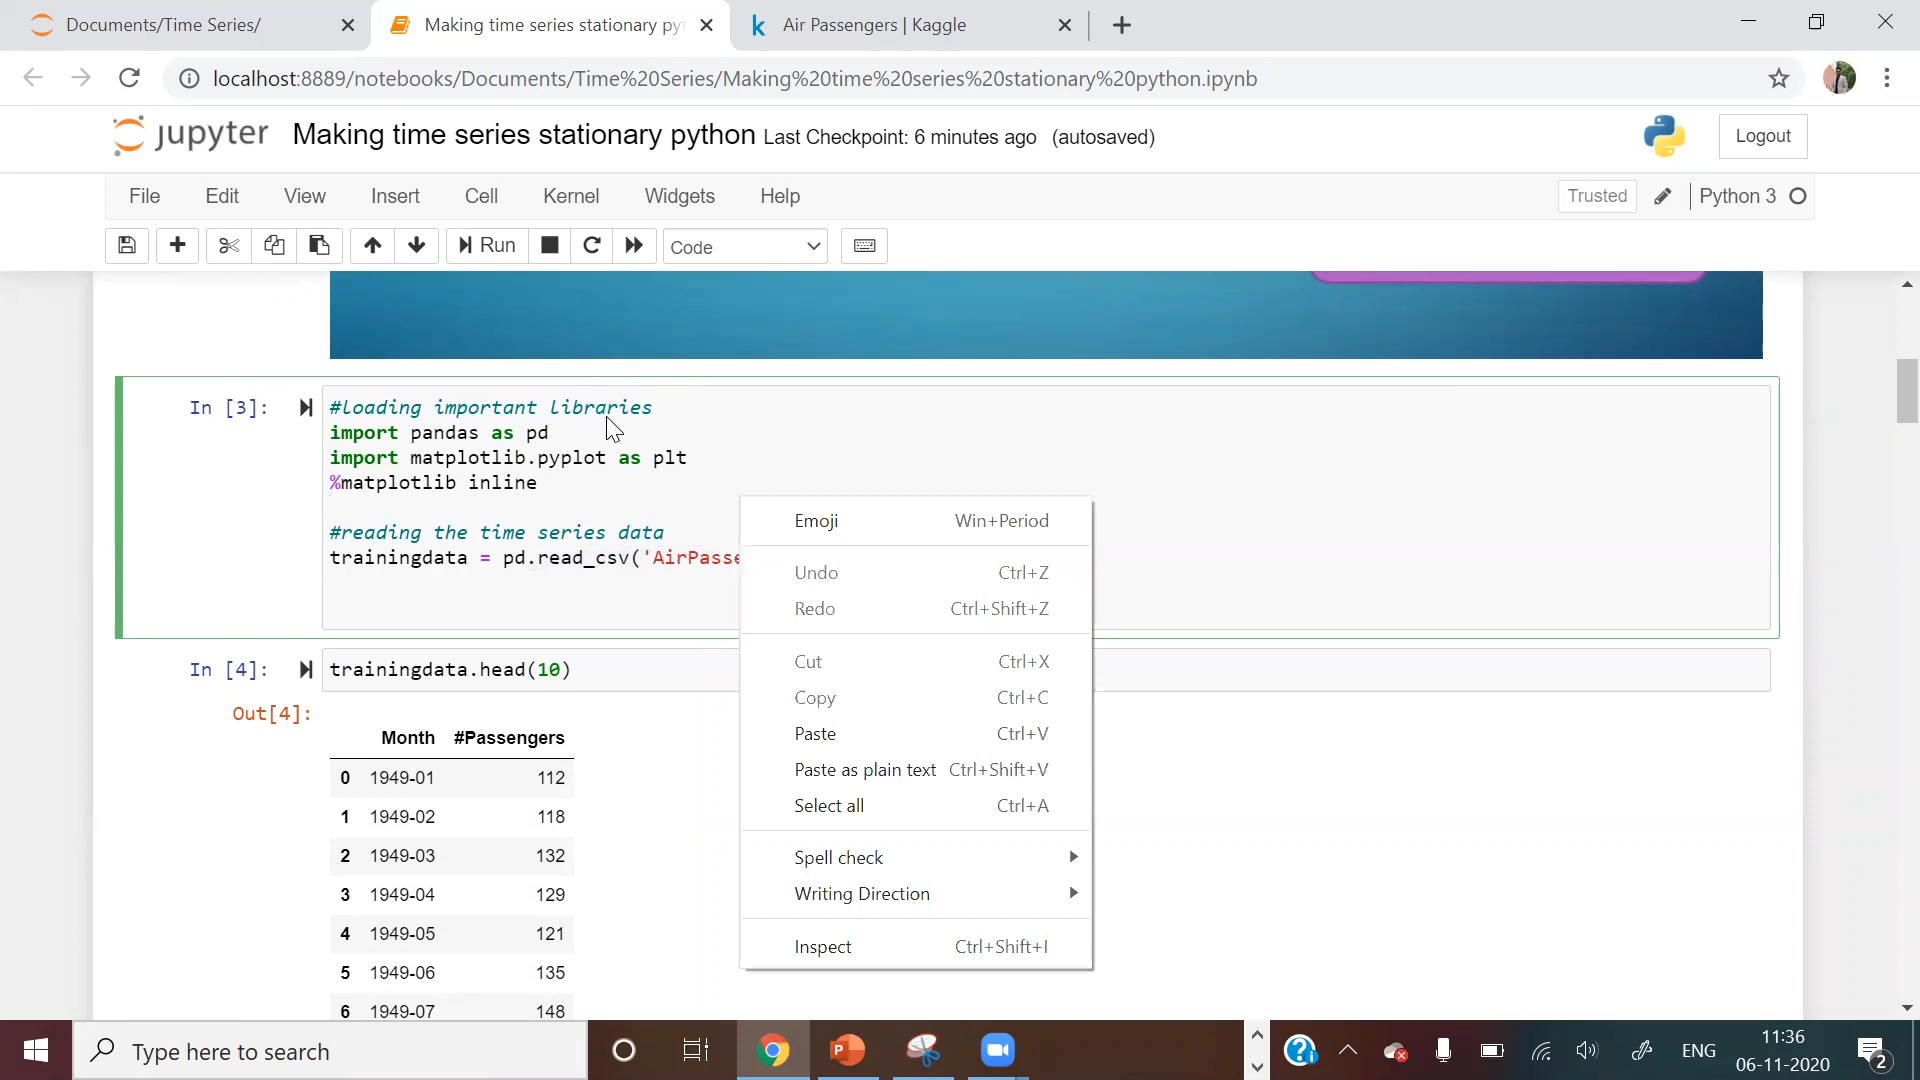 Documents/Time Series/
Making time series stationary pyt
Air Passengers | Kaggle
localhost:8889/notebooks/Documents/Time%20Series/Making%20time%20series%20stationary%20python.ipynb
jupyter Making time series stationary python Last Checkpoint: 6 minutes ago (autosaved)
Logout
File Edit View Insert Cell Kernel Widgets Help
Trusted
Python 3
Run
Code
In [3]:
#Loading important Libraries
import pandas as pd
import matplotlib.pyplot as plt
%matplotlib inline
#reading the time series data
trainingdata = pd.read_csv('AirPasse
In [4]:
trainingdata.head(10)
Out[4]:
Month #Passengers
0 1949-01 112
1 1949-02 118
2 1949-03 132
3 1949-04 129
4 1949-05 121
5 1949-06 135
6 1949-07 148
Emoji Win+Period
Undo Ctrl+Z
Redo Ctrl+Shift+Z
Cut Ctrl+X
Copy Ctrl+C
Paste Ctrl+V
Paste as plain text Ctrl+Shift+V
Select all Ctrl+A
Spell check
Writing Direction
Inspect Ctrl+Shift+I
Type here to search
ENG
11:36
06-11-2020
2